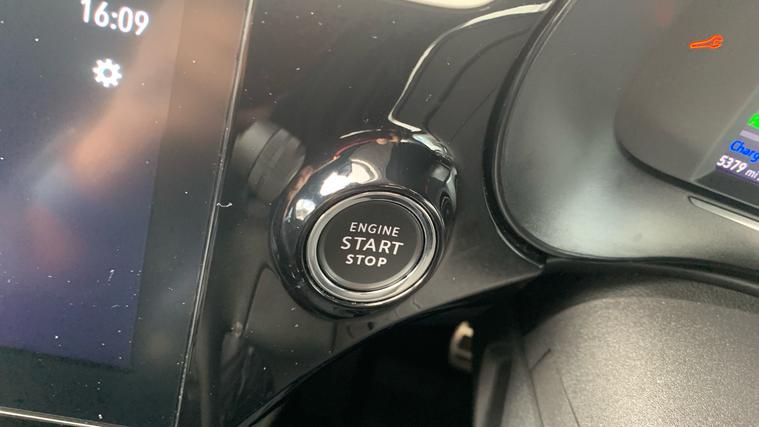 16:09
ENGINE
START
STOP
Charg
5379 mi